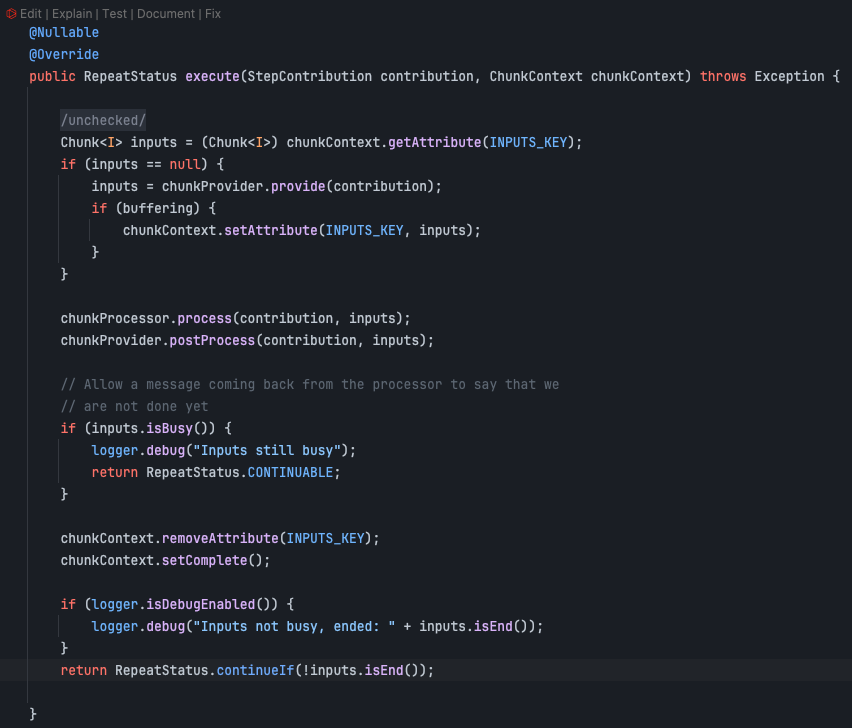 Edit | Explain | Test | Document | Fix
@Nullable
@Override
public RepeatStatus execute(StepContribution contribution, ChunkContext chunkContext) throws Exception {
/unchecked/
Chunk<I> inputs = (Chunk<I>) chunkContext.getAttribute(INPUTS_KEY);
if (inputs == null) {
inputs = chunkProvider.provide(contribution);
if (buffering) {
chunkContext.setAttribute(INPUTS_KEY, inputs);
}
}
chunkProcessor.process(contribution, inputs);
chunkProvider.postProcess(contribution, inputs);
// Allow a message coming back from the processor to say that we
// are not done yet
if (inputs.isBusy()) {
logger.debug("Inputs still busy");
return RepeatStatus.CONTINUABLE;
}
chunkContext.removeAttribute(INPUTS_KEY);
chunkContext.setComplete();
if (logger.isDebugEnabled()) {
logger.debug("Inputs not busy, ended: " + inputs.isEnd());
}
return RepeatStatus.continueIf(!inputs.isEnd());
}